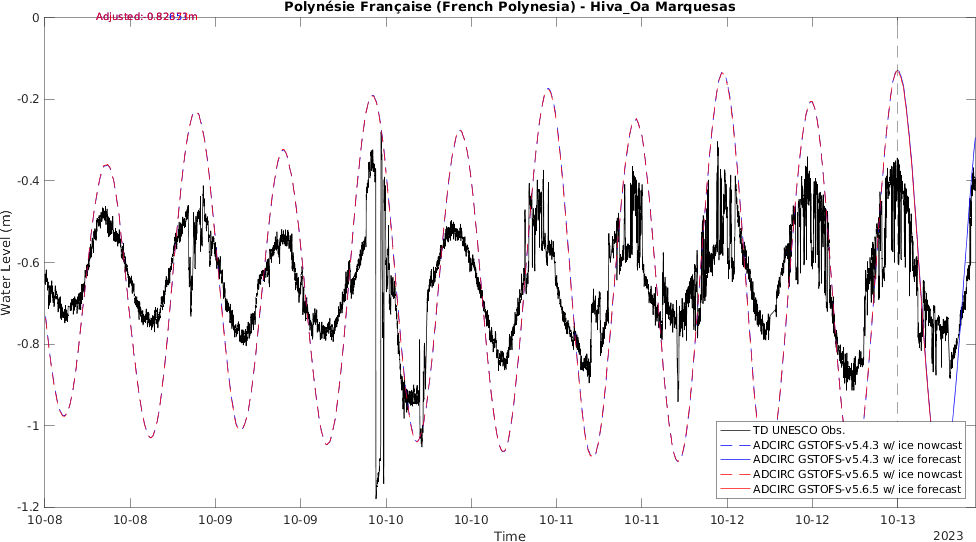 Polynésie Française (French Polynesia) - Hiva_Oa Marquesas
Adjusted:
0
-0.2
-0.4
-0.6
-0.8
-1
-1.2
Water Level (m)
TD UNESCO Obs.
ADCIRC GSTOFS-v5.4.3 w/ ice nowcast
ADCIRC GSTOFS-v5.4.3 w/ ice forecast
ADCIRC GSTOFS-v5.6.5 w/ ice nowcast
ADCIRC GSTOFS-v5.6.5 w/ ice forecast
10-08 10-08 10-09 10-09 10-10 10-10 10-11 10-11 10-12 10-12 10-13
Time
2023